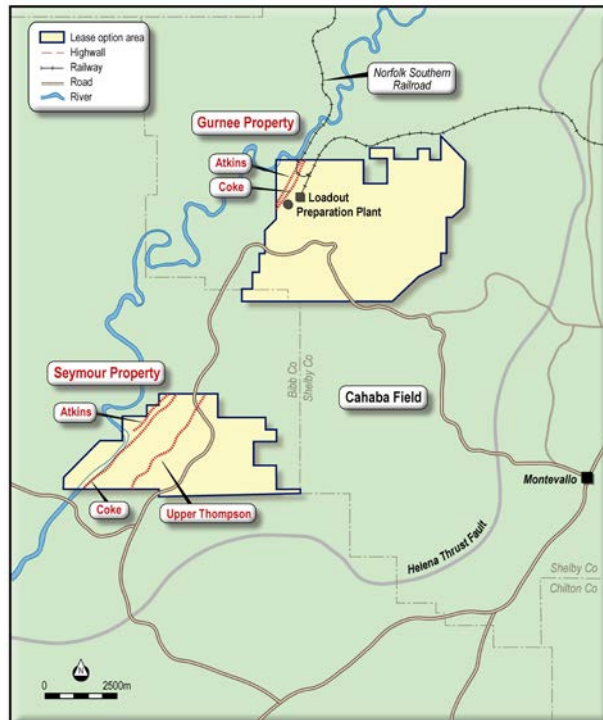 Lease option area
Highwall
Railway
Road
River
Norfolk Southern
Railroad
Gurnee Property
Atkins
Coke
Loadout
Preparation Plant
Seymour Property
Atkins
Bibb Co
Shelby Co
Cahaba Field
Coke
Upper Thompson
Montevallo
Helena Thrust Fault
Shelby Co
Chilton Co
N
0 2500m